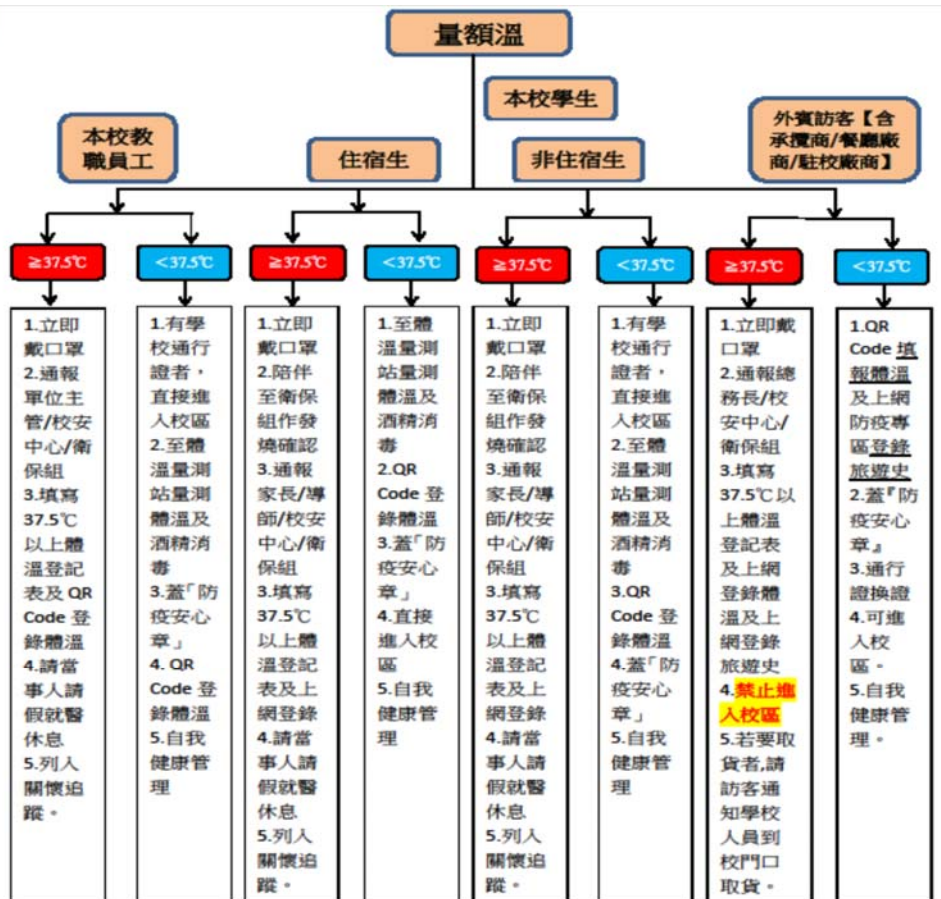 量額溫
本校學生
本校教
職員工
住宿生
非住宿生
外賓訪客【含
承攬商/餐廳廠
商/駐校廠商】
≧37.5℃
<37.5℃
≧37.5℃
<37.5℃
≧37.5℃
<37.5℃
≧37.5℃
<37.5℃
1.立即
戴口罩
2.通報
單位主
管/校安
中心/衛
保組
3.填寫
37.5℃
以上體
溫登記
表及 QR
Code 登
錄體溫
4.請當
事人請
假就醫
休息
5.列入
關懷追
蹤。
1.有學
校通行
證者，
直接進
入校區
2.至體
溫量測
站量測
體溫及
酒精消
毒
3.蓋「防
疫安心
章」
4. QR
Code 登
錄體溫
5.自我
健康管
理
1.立即
戴口罩
2.陪伴
至衛保
組作發
燒確認
3.通報
家長/導
師/校安
中心/衛
保組
3.填寫
37.5℃
以上體
溫登記
表及上
網登錄
4.請當
事人請
假就醫
休息
5.列入
關懷追
蹤。
1.至體
溫量測
站量測
體溫及
酒精消
毒
2.QR
Code 登
錄體溫
3.蓋「防
疫安心
章」
4.直接
進入校
區
5.自我
健康管
理
1.立即
戴口罩
2.陪伴
至衛保
組作發
燒確認
3.通報
家長/導
師/校安
中心/衛
保組
3.填寫
37.5℃
以上體
溫登記
表及上
網登錄
4.請當
事人請
假就醫
休息
5.列入
關懷追
蹤。
1.有學
校通行
證者，
直接進
入校區
2.至體
溫量測
站量測
體溫及
酒精消
毒
3.QR
Code 登
錄體溫
4.蓋「防
疫安心
章」
5.自我
健康管
理
1.立即戴
口罩
2.通報總
務長/校
安中心/
衛保組
3.填寫
37.5℃以
上體溫
登記表
及上網
登錄體
溫及上
網登錄
旅遊史
4.禁止進
入校區
5.若要取
貨者,請
訪客通
知學校
人員到
校門口
取貨。
1.QR
Code 填
報體溫
及上網
防疫專
區登錄
旅遊史
2.蓋『防
疫安心
章』
3.通行
證換證
4.可進
入校
區。
5.自我
健康管
理。